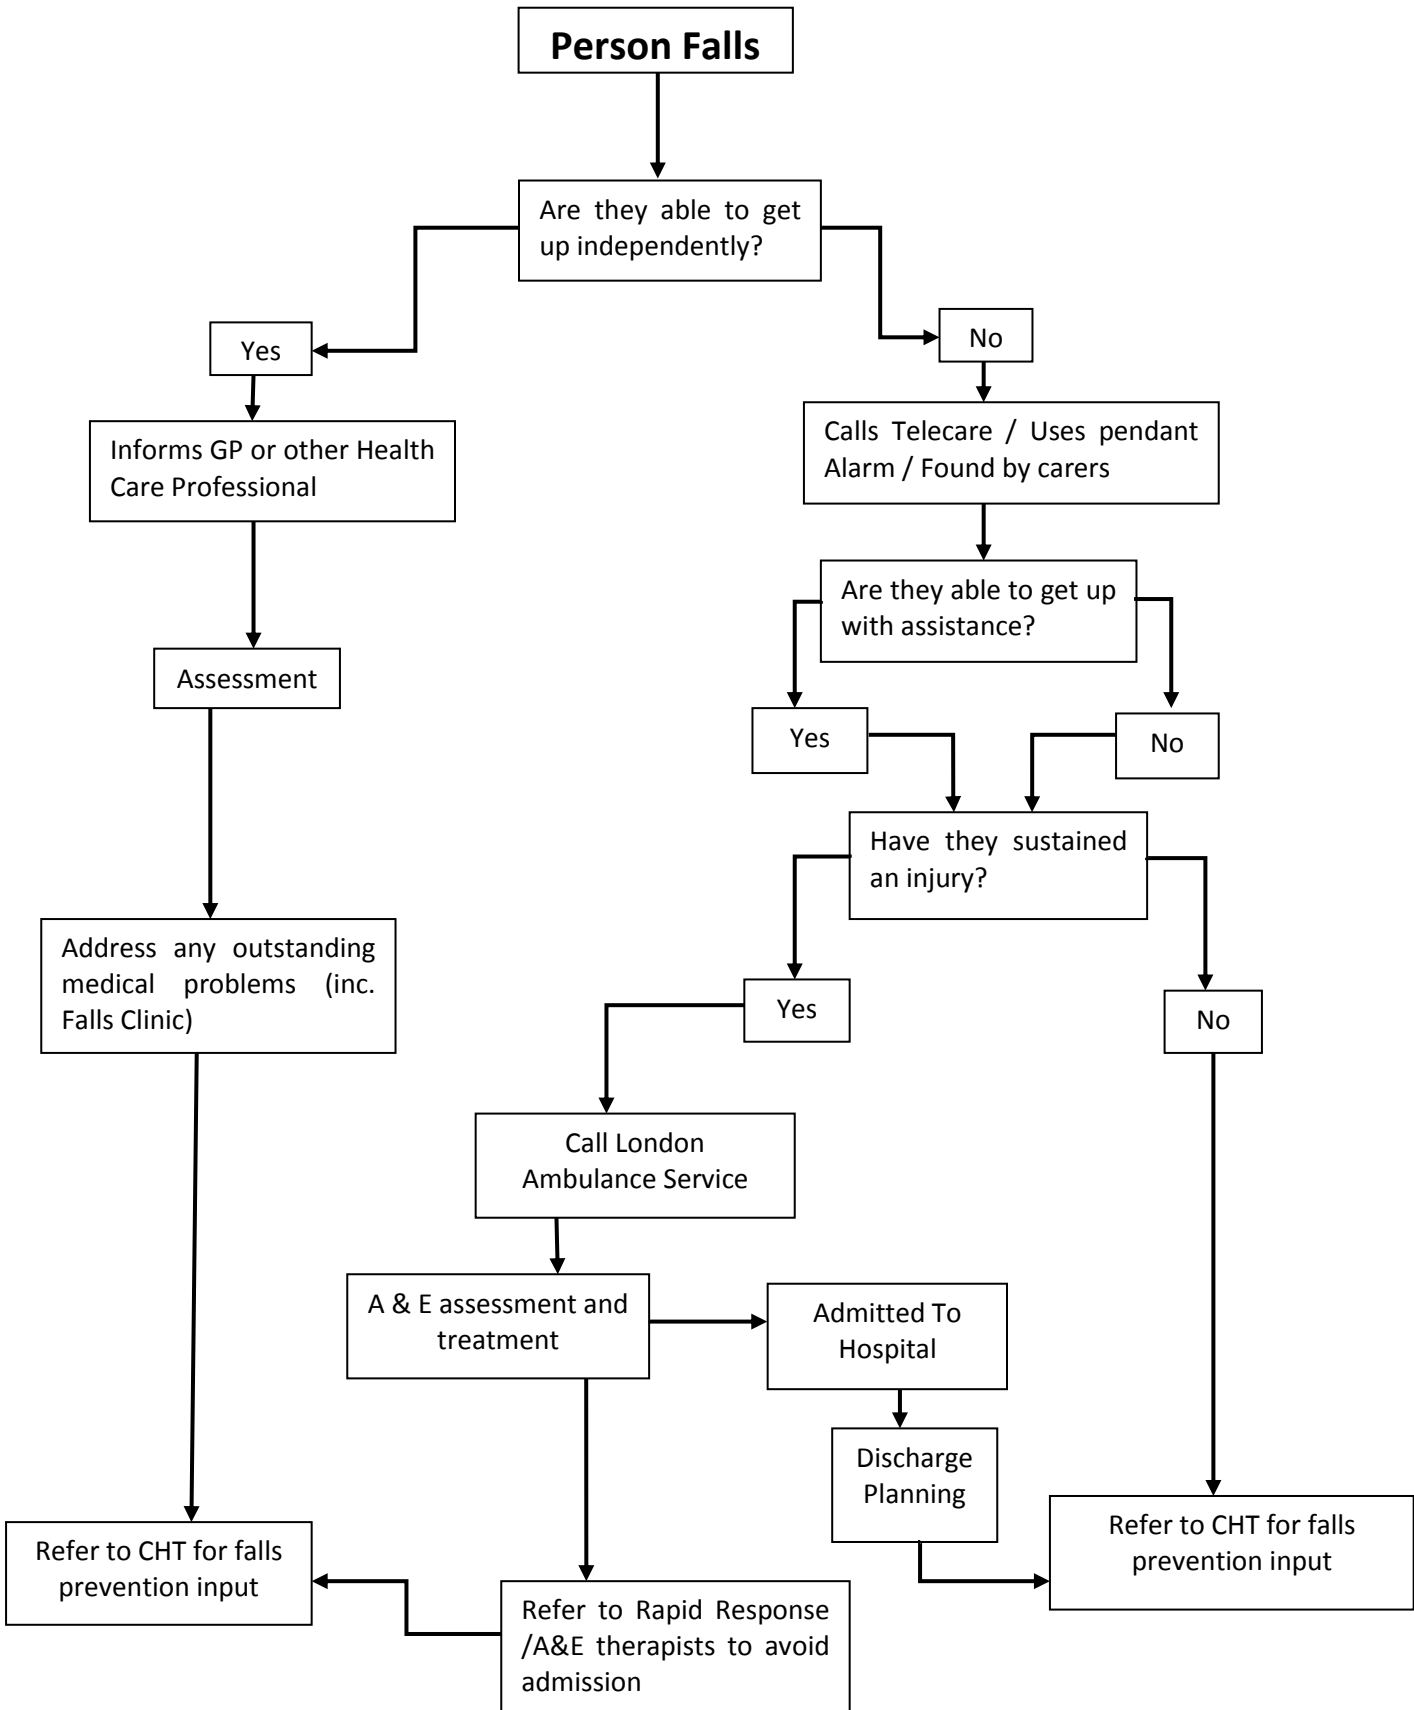 Person Falls
Are they able to get
up independently?
Yes
No
Informs GP or other Health
Care Professional
Calls Telecare / Uses pendant
Alarm / Found by carers
Are they able to get up
with assistance?
Assessment
Yes
No
Have they sustained
an injury?
Address any outstanding
medical problems (inc.
Falls Clinic)
Yes
No
Call London
Ambulance Service
A & E assessment and
treatment
Admitted To
Hospital
Discharge
Planning
Refer to CHT for falls
prevention input
Refer to CHT for falls
prevention input
Refer to Rapid Response
/A&E therapists to avoid
admission